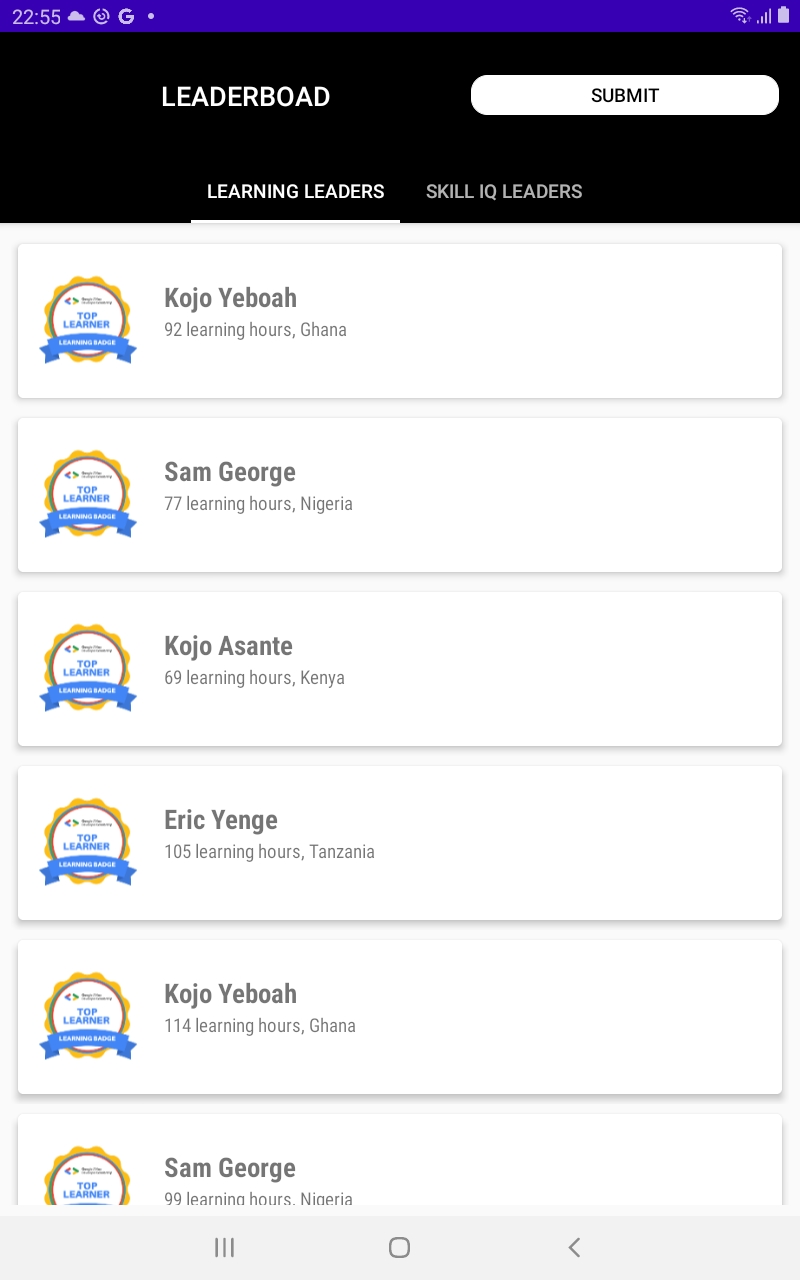 22:55
LEADERBOAD
SUBMIT
LEARNING LEADERS
SKILL IQ LEADERS
TOP
LEARNER
LEARNING BADGE
Kojo Yeboah
92 learning hours, Ghana
TOP
LEARNER
LEARNING BADGE
Sam George
77 learning hours, Nigeria
TOP
LEARNER
LEARNING BADGE
Kojo Asante
69 learning hours, Kenya
TOP
LEARNER
LEARNING BADGE
Eric Yenge
105 learning hours, Tanzania
TOP
LEARNER
LEARNING BADGE
Kojo Yeboah
114 learning hours, Ghana
TOP
LEARNER
Sam George
99 learning hours, Nigeria